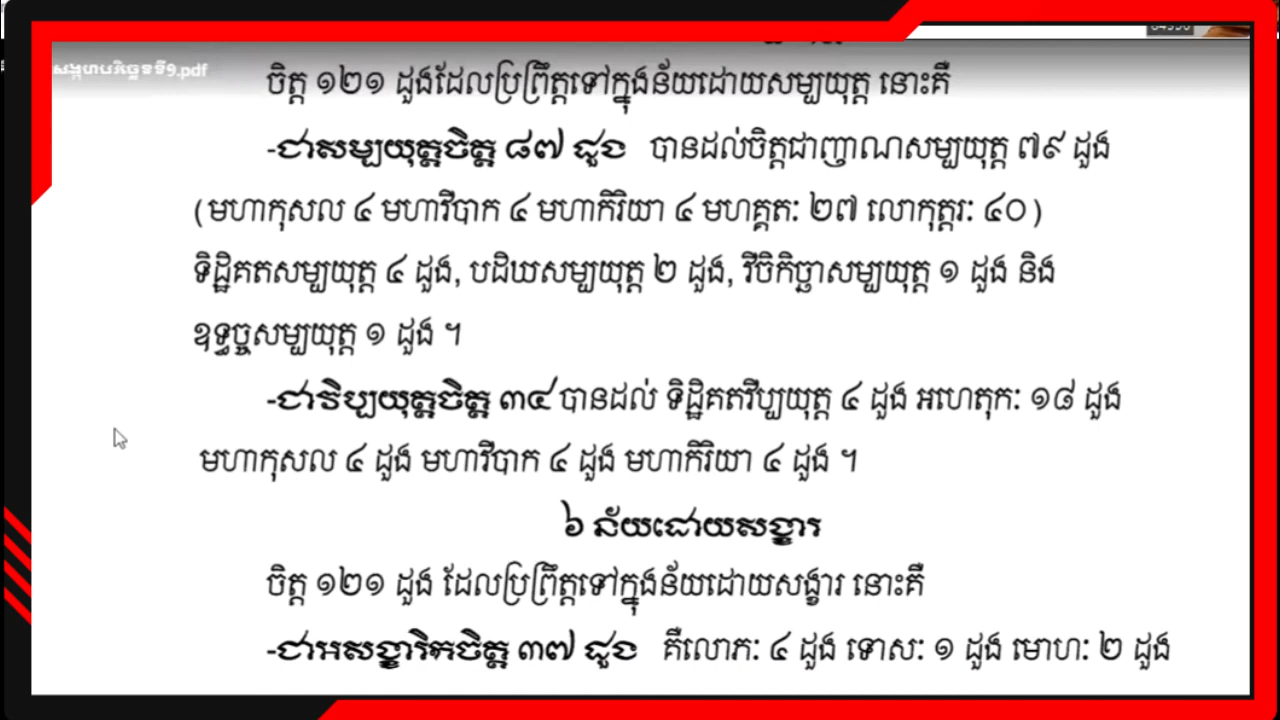 សង្គហបរិច្ឆេទទី១.pdf
ចិត្ត ១២១ ដួងដែលប្រព្រឹត្តទៅក្នុងន័យដោយសម្បយុត្ត នោះគឺ
-ជាសម្បយុត្តចិត្ត ៨៧ ដួង បានដល់ចិត្តជាញាណសម្បយុត្ត ៧៩ ដួង
(មហាកុសល ៤ មហាវិបាក ៤ មហាកិរិយា ៤ មហគ្គតៈ ២៧ លោកុត្តរៈ ៤០)
ទិដ្ឋិគតសម្បយុត្ត ៤ ដួង, បដិឃសម្បយុត្ត ២ ដួង, វិចិកិច្ឆាសម្បយុត្ត ១ ដួង និង
ឧទ្ធច្ចសម្បយុត្ត ១ ដួង ។
-ជាវិប្បយុត្តចិត្ត ៣៤ បានដល់ ទិដ្ឋិគតវិប្បយុត្ត ៤ ដួង អហេតុកៈ ១៨ ដួង
មហាកុសល ៤ ដួង មហាវិបាក ៤ ដួង មហាកិរិយា ៤ ដួង ។
៦ ន័យដោយសង្ខារ
ចិត្ត ១២១ ដួង ដែលប្រព្រឹត្តទៅក្នុងន័យដោយសង្ខារ នោះគឺ
-ជាអសង្ខារិកចិត្ត ៣៧ ដួង គឺលោភៈ ៤ ដួង ទោសៈ ១ ដួង មោហៈ ២ ដួង